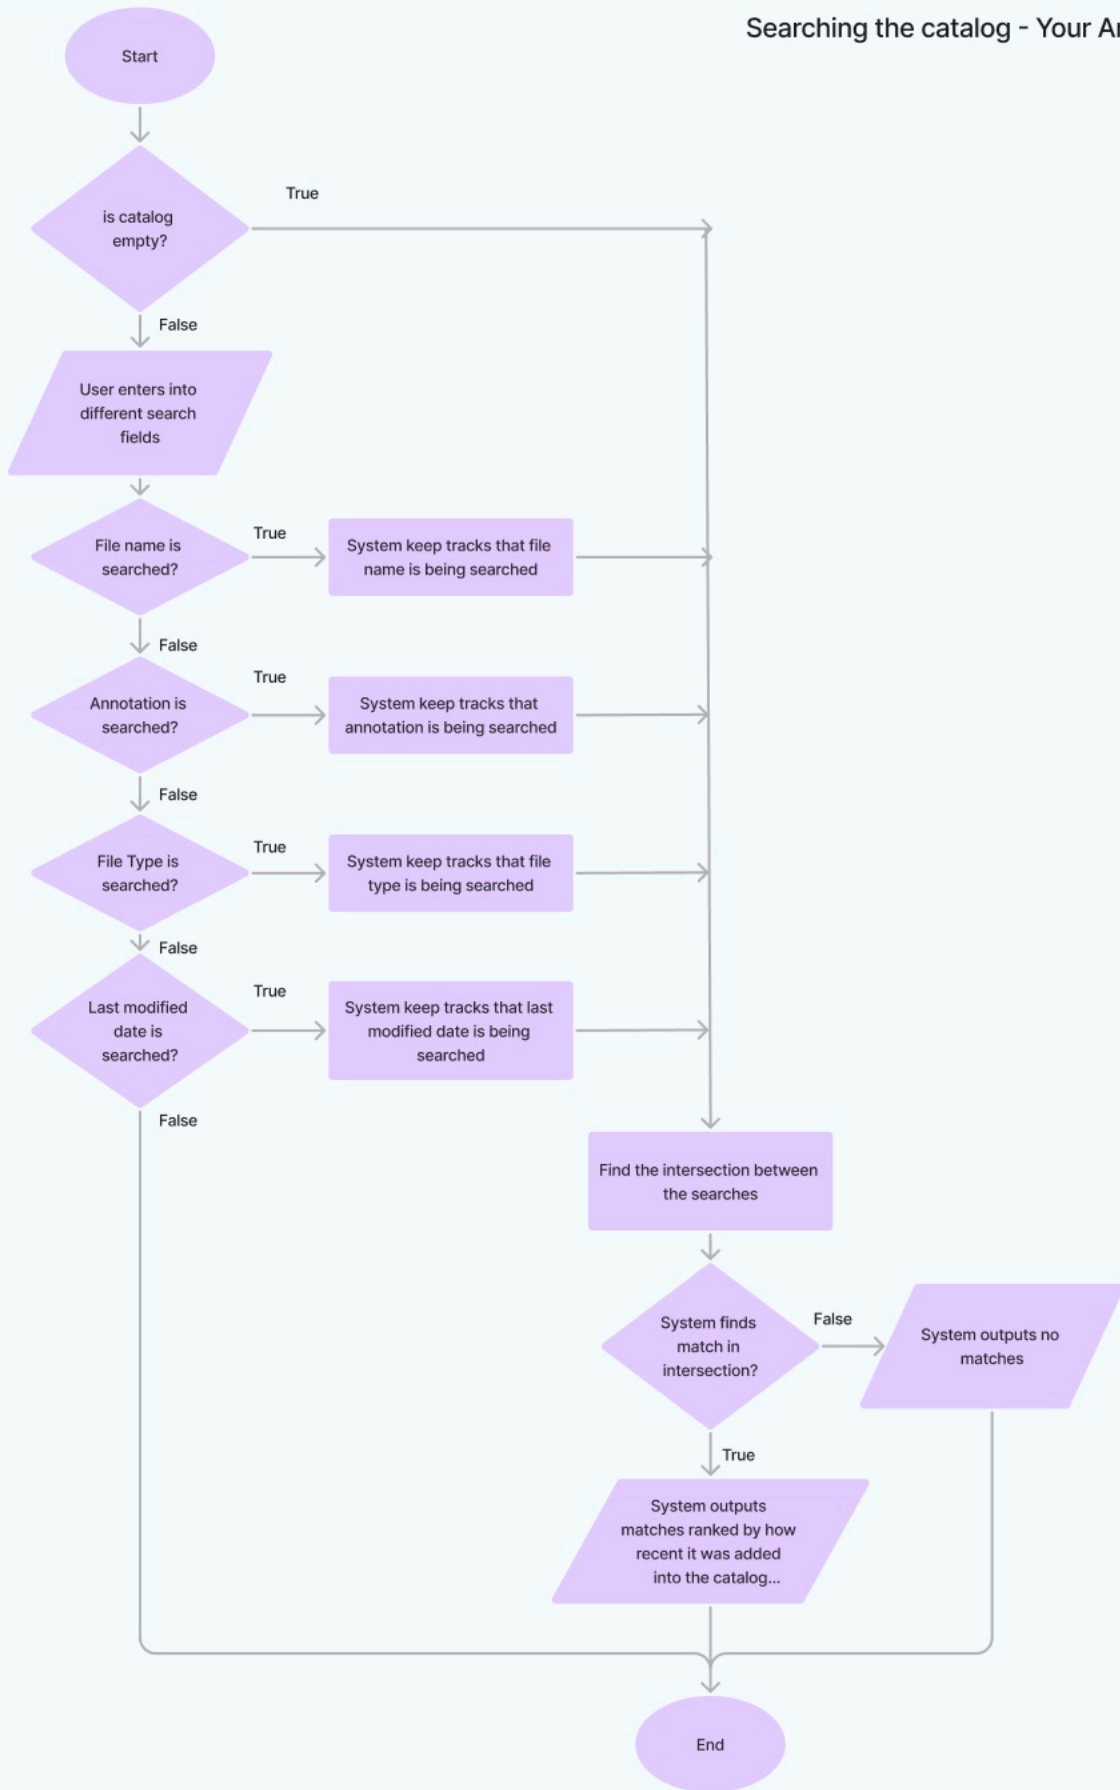 Searching the catalog - Your
Start
True
is catalog
empty?
False
User enters into
different search
fields
File name is
searched?
True
System keep tracks that file
name is being searched
False
Annotation is
searched?
True
System keep tracks that
annotation is being searched
False
File Type is
searched?
True
System keep tracks that file
type is being searched
False
Last modified
date is
searched?
True
System keep tracks that last
modified date is being
searched
False
Find the intersection between
the searches
System finds
match in
intersection?
False
System outputs no
matches
True
System outputs
matches ranked by how
recent it was added
into the catalog...
End